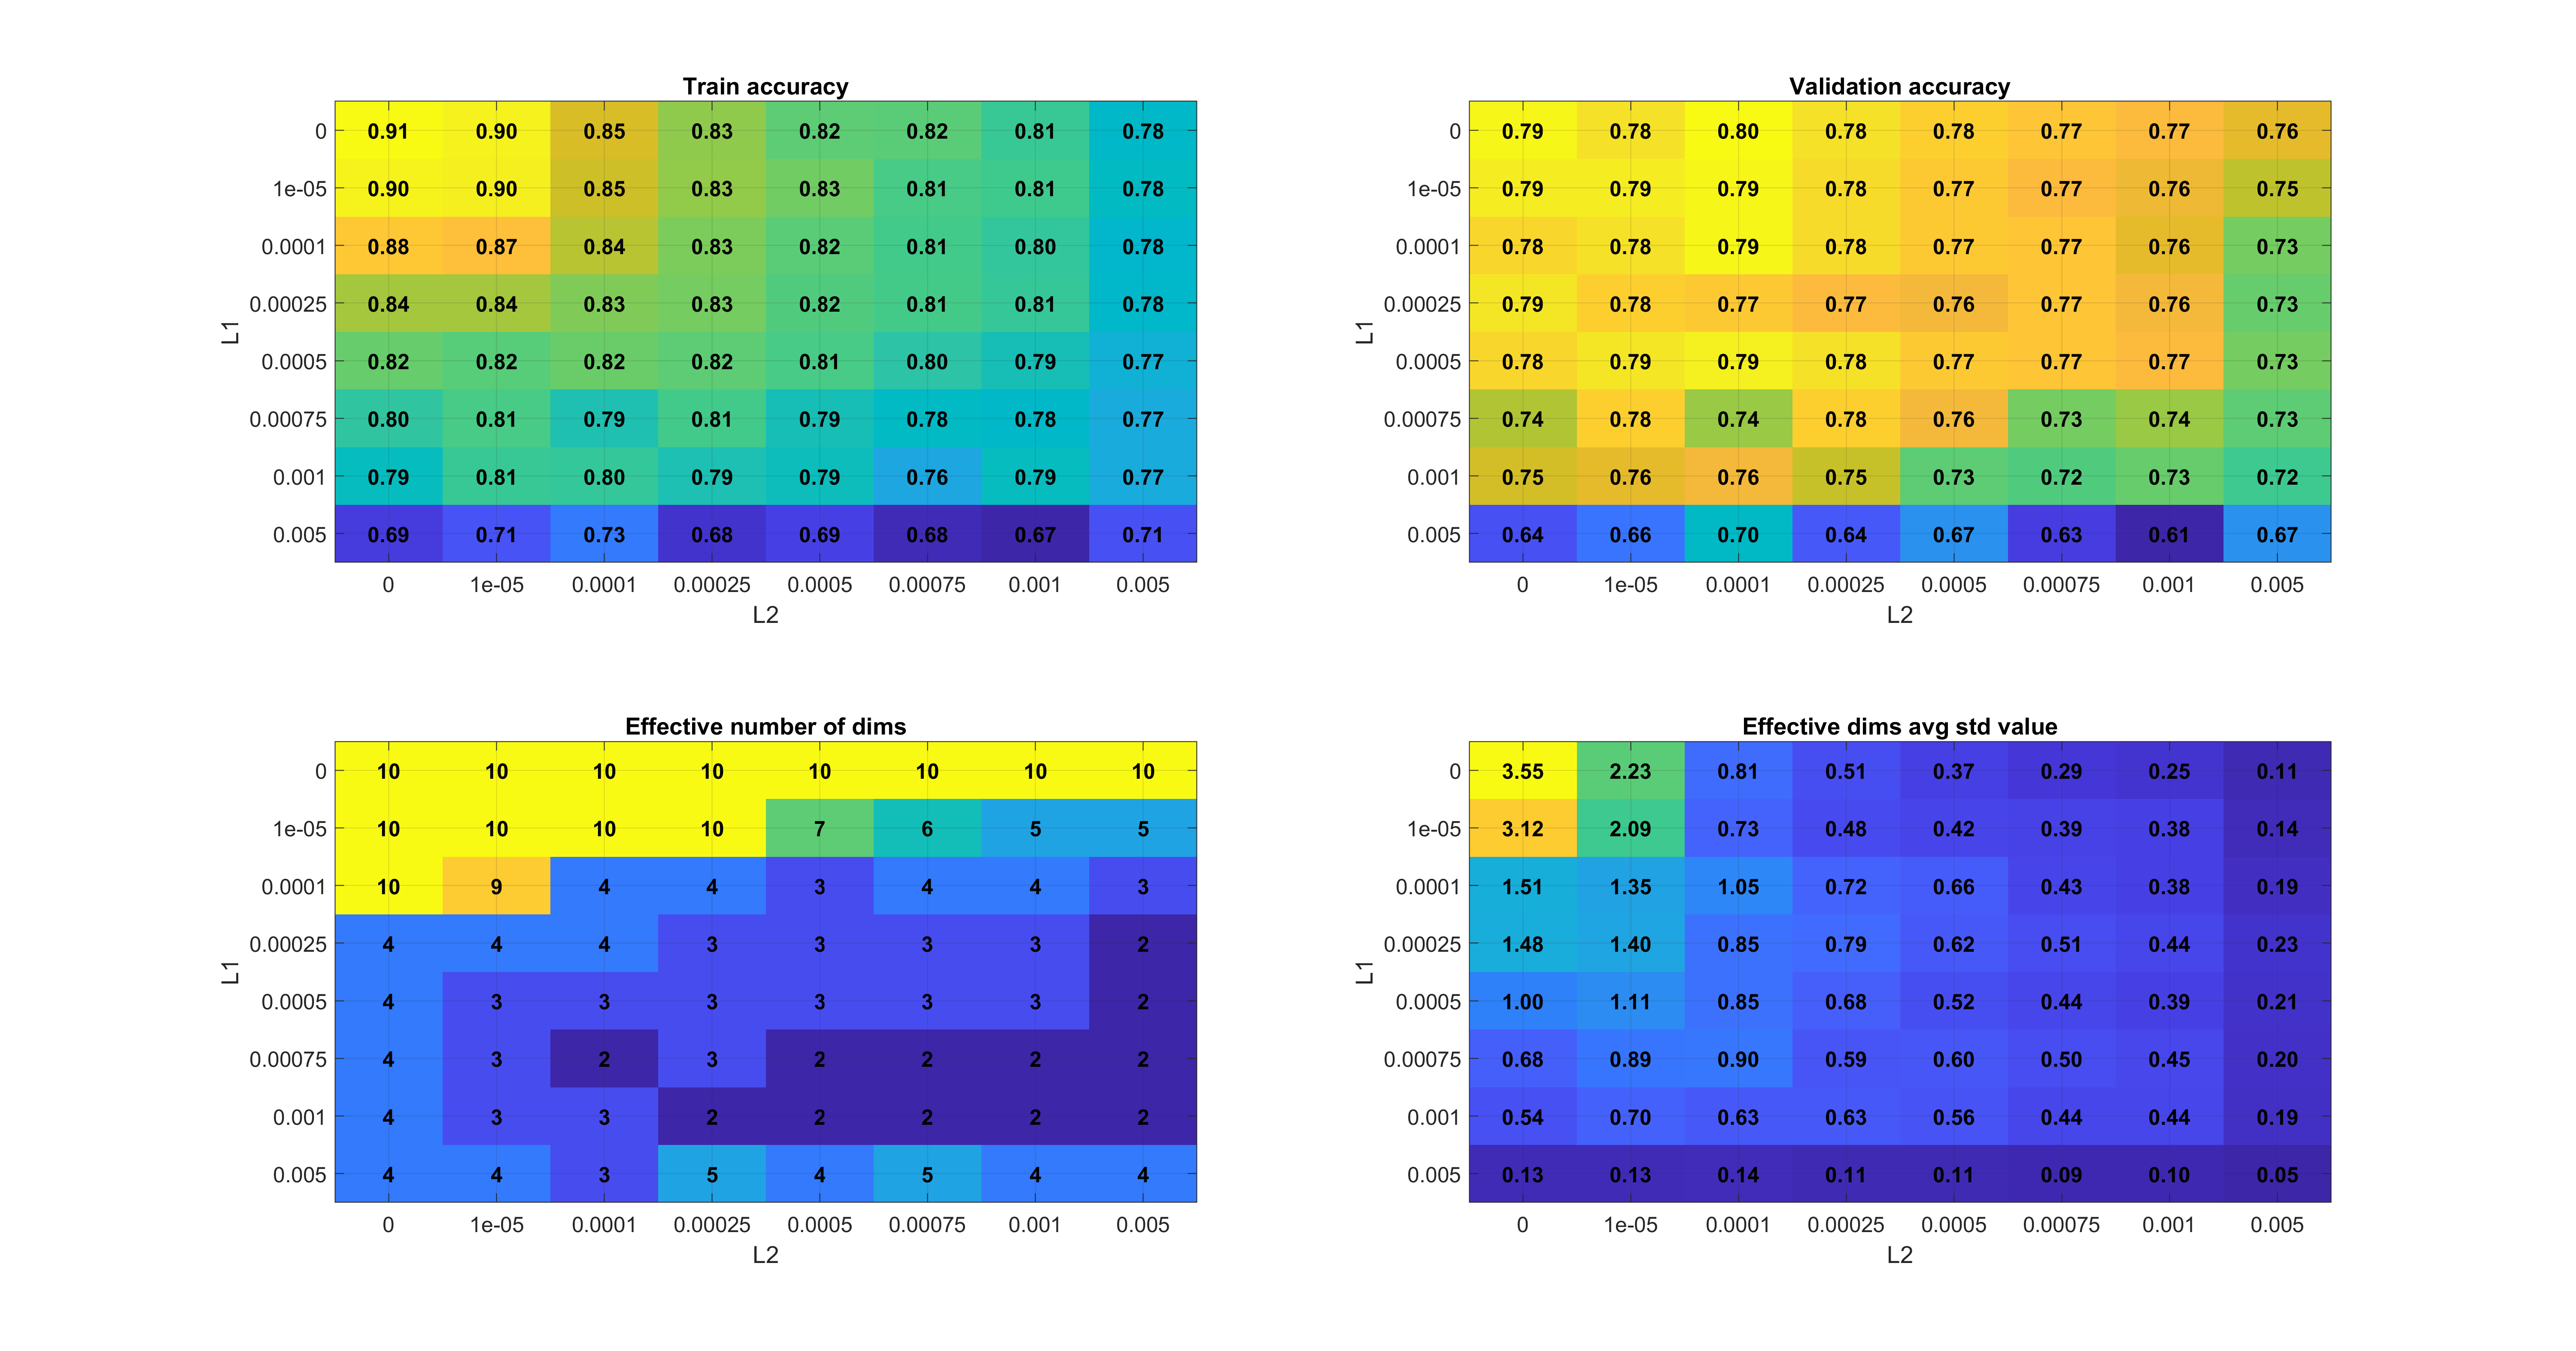 Train accuracy
0 0.91 0.90 0.85 0.83 0.82 0.82 0.81 0.78
1e-05 0.90 0.90 0.85 0.83 0.83 0.81 0.81 0.78
0.0001 0.88 0.87 0.84 0.83 0.82 0.81 0.80 0.78
0.00025 0.84 0.84 0.83 0.83 0.82 0.81 0.81 0.78
L1
0.0005 0.82 0.82 0.82 0.82 0.81 0.80 0.79 0.77
0.00075 0.80 0.81 0.79 0.81 0.79 0.78 0.78 0.77
0.001 0.79 0.81 0.80 0.79 0.79 0.76 0.79 0.77
0.005 0.69 0.71 0.73 0.68 0.69 0.68 0.67 0.71
0 1e-05 0.0001 0.00025 0.0005 0.00075 0.001 0.005
L2
Validation accuracy
0 0.79 0.78 0.80 0.78 0.78 0.77 0.77 0.76
1e-05 0.79 0.79 0.79 0.78 0.77 0.77 0.76 0.75
0.0001 0.78 0.78 0.79 0.78 0.77 0.77 0.76 0.73
0.00025 0.79 0.78 0.77 0.77 0.76 0.77 0.76 0.73
L1
0.0005 0.78 0.79 0.79 0.78 0.77 0.77 0.77 0.73
0.00075 0.74 0.78 0.74 0.78 0.76 0.73 0.74 0.73
0.001 0.75 0.76 0.76 0.75 0.73 0.72 0.73 0.72
0.005 0.64 0.66 0.70 0.64 0.67 0.63 0.61 0.67
0 1e-05 0.0001 0.00025 0.0005 0.00075 0.001 0.005
L2
Effective number of dims
0 10 10 10 10 10 10 10 10
1e-05 10 10 10 10 7 6 5 5
0.0001 10 9 4 4 3 4 4 3
0.00025 4 4 4 3 3 3 3 2
L1
0.0005 4 3 3 3 3 3 3 2
0.00075 4 3 2 3 2 2 2 2
0.001 4 3 3 2 2 2 2 2
0.005 4 4 3 5 4 5 4 4
0 1e-05 0.0001 0.00025 0.0005 0.00075 0.001 0.005
L2
Effective dims avg std value
0 3.55 2.23 0.81 0.51 0.37 0.29 0.25 0.11
1e-05 3.12 2.09 0.73 0.48 0.42 0.39 0.38 0.14
0.0001 1.51 1.35 1.05 0.72 0.66 0.43 0.38 0.19
0.00025 1.48 1.40 0.85 0.79 0.62 0.51 0.44 0.23
L1
0.0005 1.00 1.11 0.85 0.68 0.52 0.44 0.39 0.21
0.00075 0.68 0.89 0.90 0.59 0.60 0.50 0.45 0.20
0.001 0.54 0.70 0.63 0.63 0.56 0.44 0.44 0.19
0.005 0.13 0.13 0.14 0.11 0.11 0.09 0.10 0.05
0 1e-05 0.0001 0.00025 0.0005 0.00075 0.001 0.005
L2